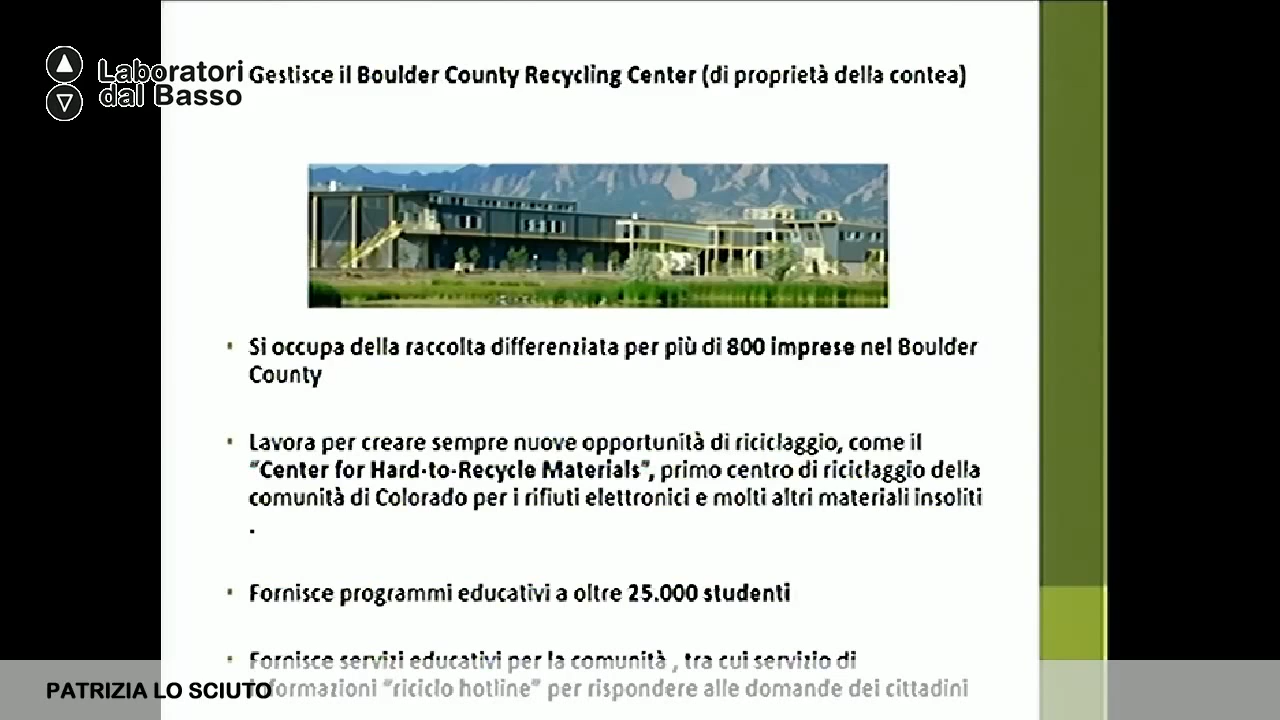 Laboratori
dal Basso
Gestisce il Boulder County Recycling Center (di proprietà della contea)
Si occupa della raccolta differenziata per più di 800 imprese nel Boulder
County
Lavora per creare sempre nuove opportunità di riciclaggio, come il
"Center for Hard-to-Recycle Materials", primo centro di riciclaggio della
comunità di Colorado per i rifiuti elettronici e molti altri materiali insoliti
.
Fornisce programmi educativi a oltre 25.000 studenti
Fornisce servizi educativi per la comunità , tra cui servizio di
informazioni "riciclo hotline" per rispondere alle domande dei cittadini
PATRIZIA LO SCIUTO